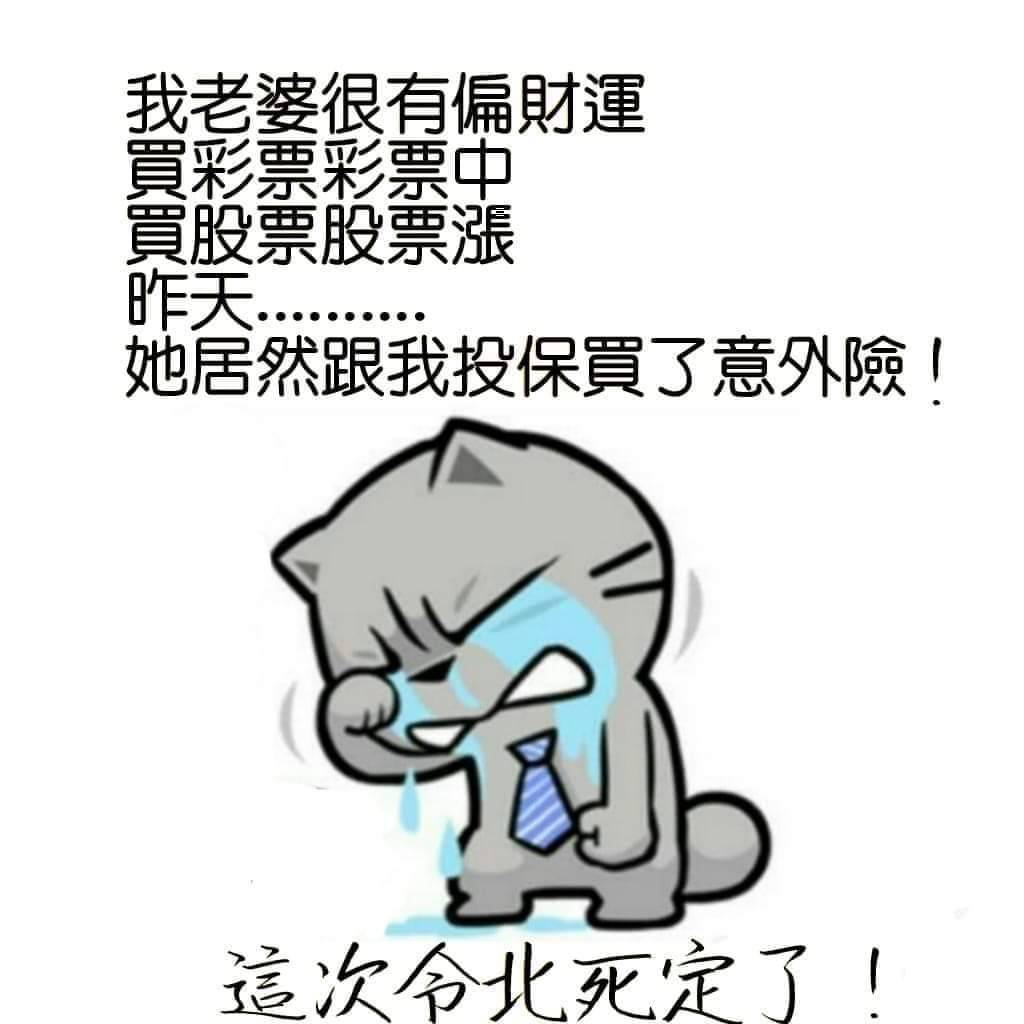 我老婆很有偏財運
買彩票彩票中
買股票股票漲
昨天..........
她居然跟我投保買了意外險！
這次令北死定了！